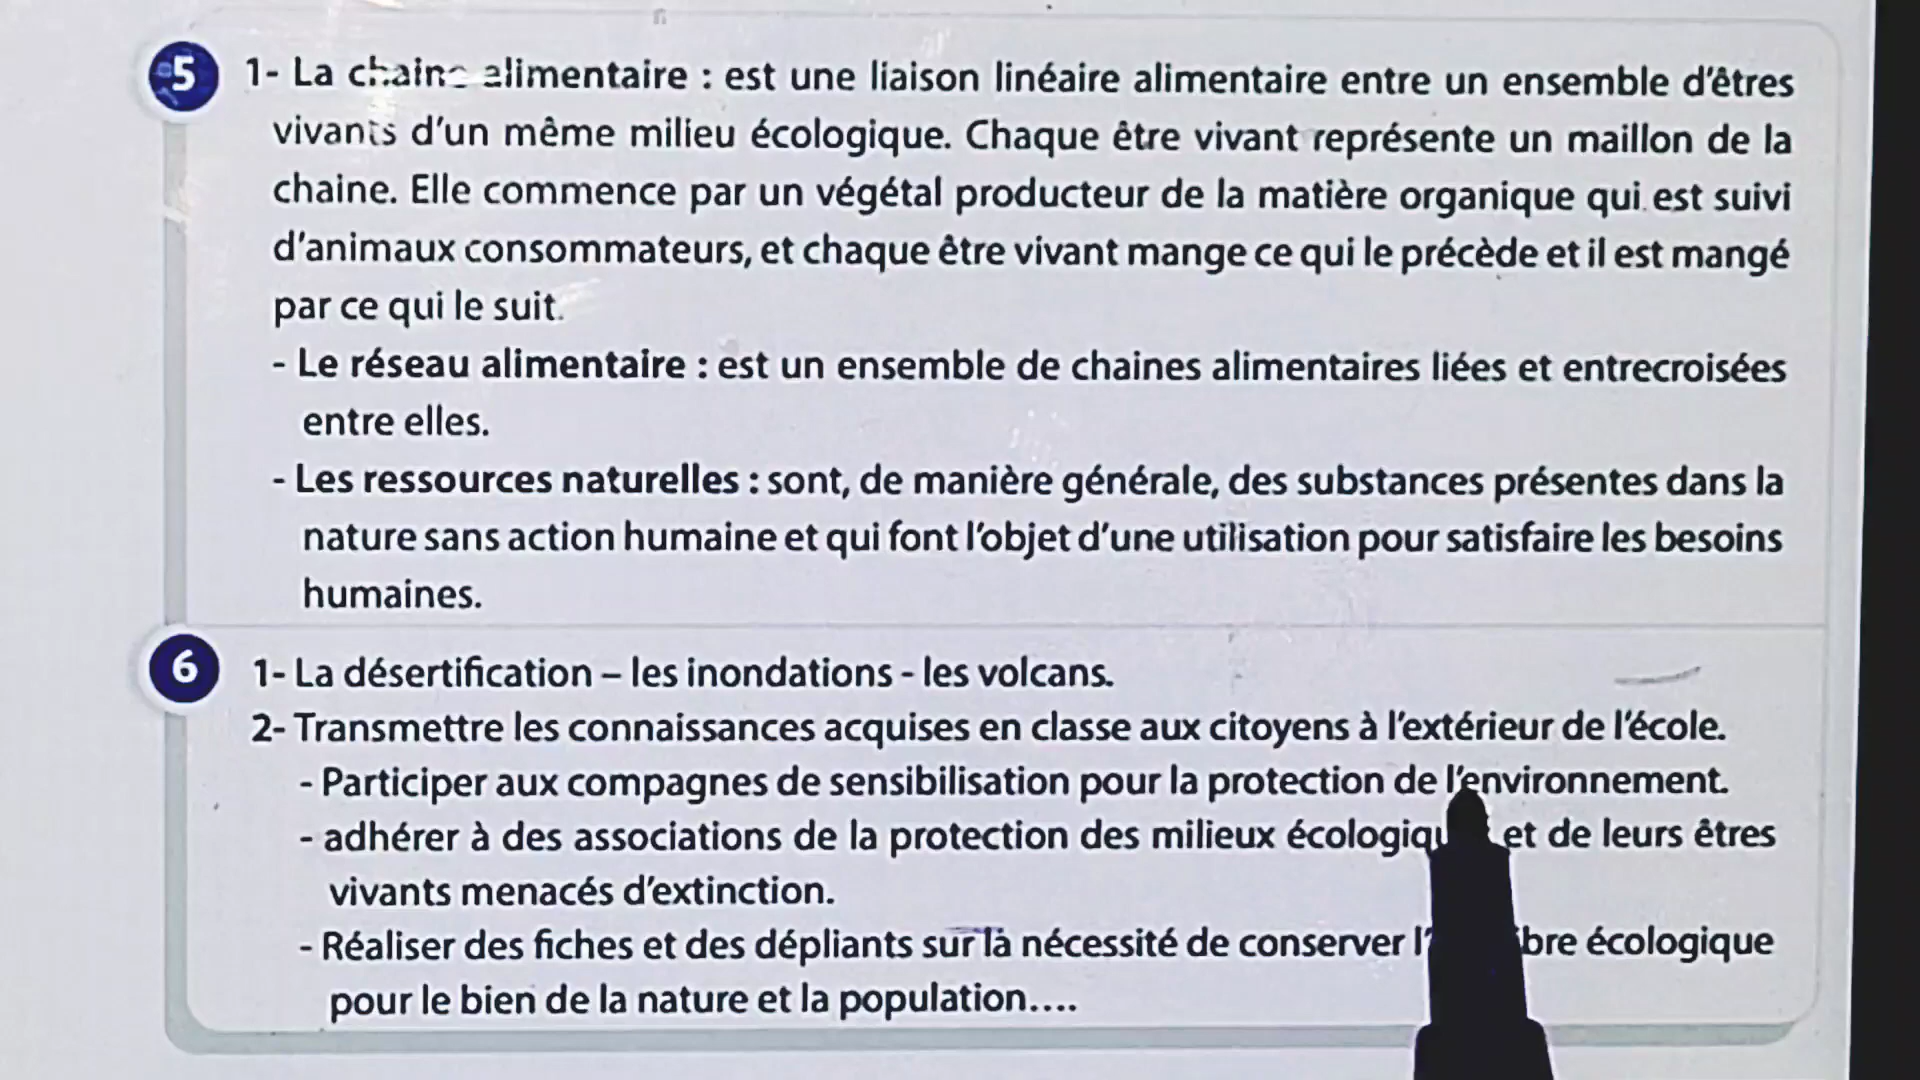 5 1- La chaine alimentaire : est une liaison linéaire alimentaire entre un ensemble d'êtres
vivants d'un même milieu écologique. Chaque être vivant représente un maillon de la
chaine. Elle commence par un végétal producteur de la matière organique qui est suivi
d'animaux consommateurs, et chaque être vivant mange ce qui le précède et il est mangé
par ce qui le suit.
- Le réseau alimentaire : est un ensemble de chaines alimentaires liées et entrecroisées
entre elles.
- Les ressources naturelles : sont, de manière générale, des substances présentes dans la
nature sans action humaine et qui font l'objet d'une utilisation pour satisfaire les besoins
humaines.
6 1- La désertification – les inondations - les volcans.
2- Transmettre les connaissances acquises en classe aux citoyens à l'extérieur de l'école.
- Participer aux compagnes de sensibilisation pour la protection de l'environnement.
- adhérer à des associations de la protection des milieux et de leurs êtres
vivants menacés d'extinction.
- Réaliser des fiches et des dépliants sur la nécessité de conserver écologique
pour le bien de la nature et la population....